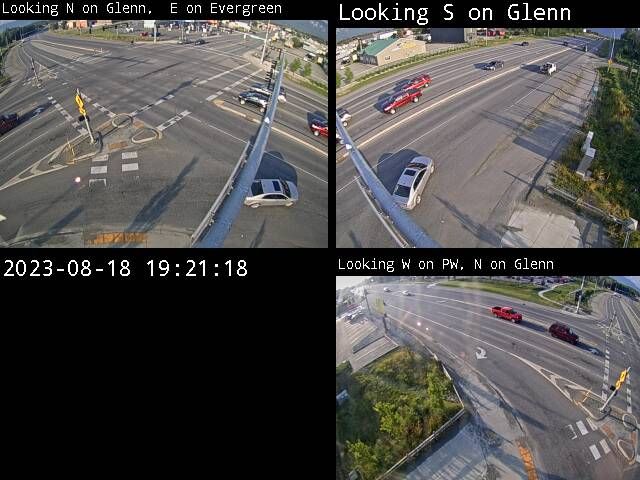 Looking N on Glenn,  E on Evergreen
Looking S on Glenn
2023-08-18 19:21:18
Looking W on PW, N on Glenn